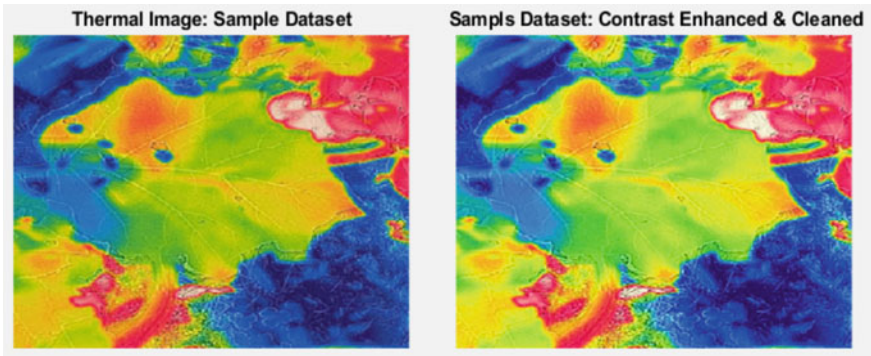 Thermal Image: Sample Dataset
Sampls Dataset: Contrast Enhanced & Cleaned